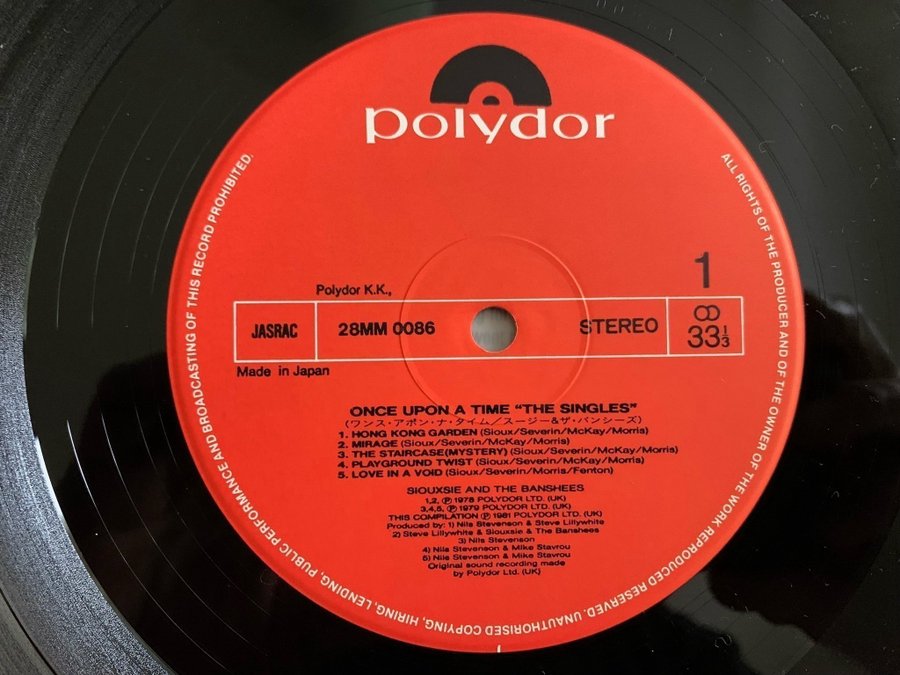 polydor
1
Polydor K.K.,
JASRAC
28MM 0086
STEREO
33 1/3
Made in Japan
ONCE UPON A TIME "THE SINGLES"
(ワンス・アポン・ナ・タイム/スージー&ザ・バンシーズ)
1. HONG KONG GARDEN (Sioux/Severin/McKay/Morris)
2. MIRAGE (Sioux/Severin/McKay/Morris)
3. THE STAIRCASE(MYSTERY) (Sioux/Severin/McKay/Morris)
4. PLAYGROUND TWIST (Sioux/Severin/McKay/Morris)
5. LOVE IN A VOID (Sioux/Severin/Morris/Fenton)
SIOUXSIE AND THE BANSHEES
1,2, ℗ 1978 POLYDOR LTD. (UK)
3,4,5, ℗ 1979 POLYDOR LTD. (UK)
THIS COMPILATION ℗ 1981 POLYDOR LTD. (UK)
Produced by: 1) Nils Stevenson & Steve Lillywhite
2) Steve Lillywhite & Siouxsie & The Banshees
3) Nils Stevenson
4) Nils Stevenson & Mike Stavrou
5) Nils Stevenson & Mike Stavrou
Original sound recording made
by Polydor Ltd. (UK)
ALL RIGHTS OF THE PRODUCER AND OF THE OWNER OF THE WORK REPRODUCED RESERVED. UNAUTHORISED COPYING, HIRING, LENDING, PUBLIC PERFORMANCE AND BROADCASTING OF THIS RECORD PROHIBITED.